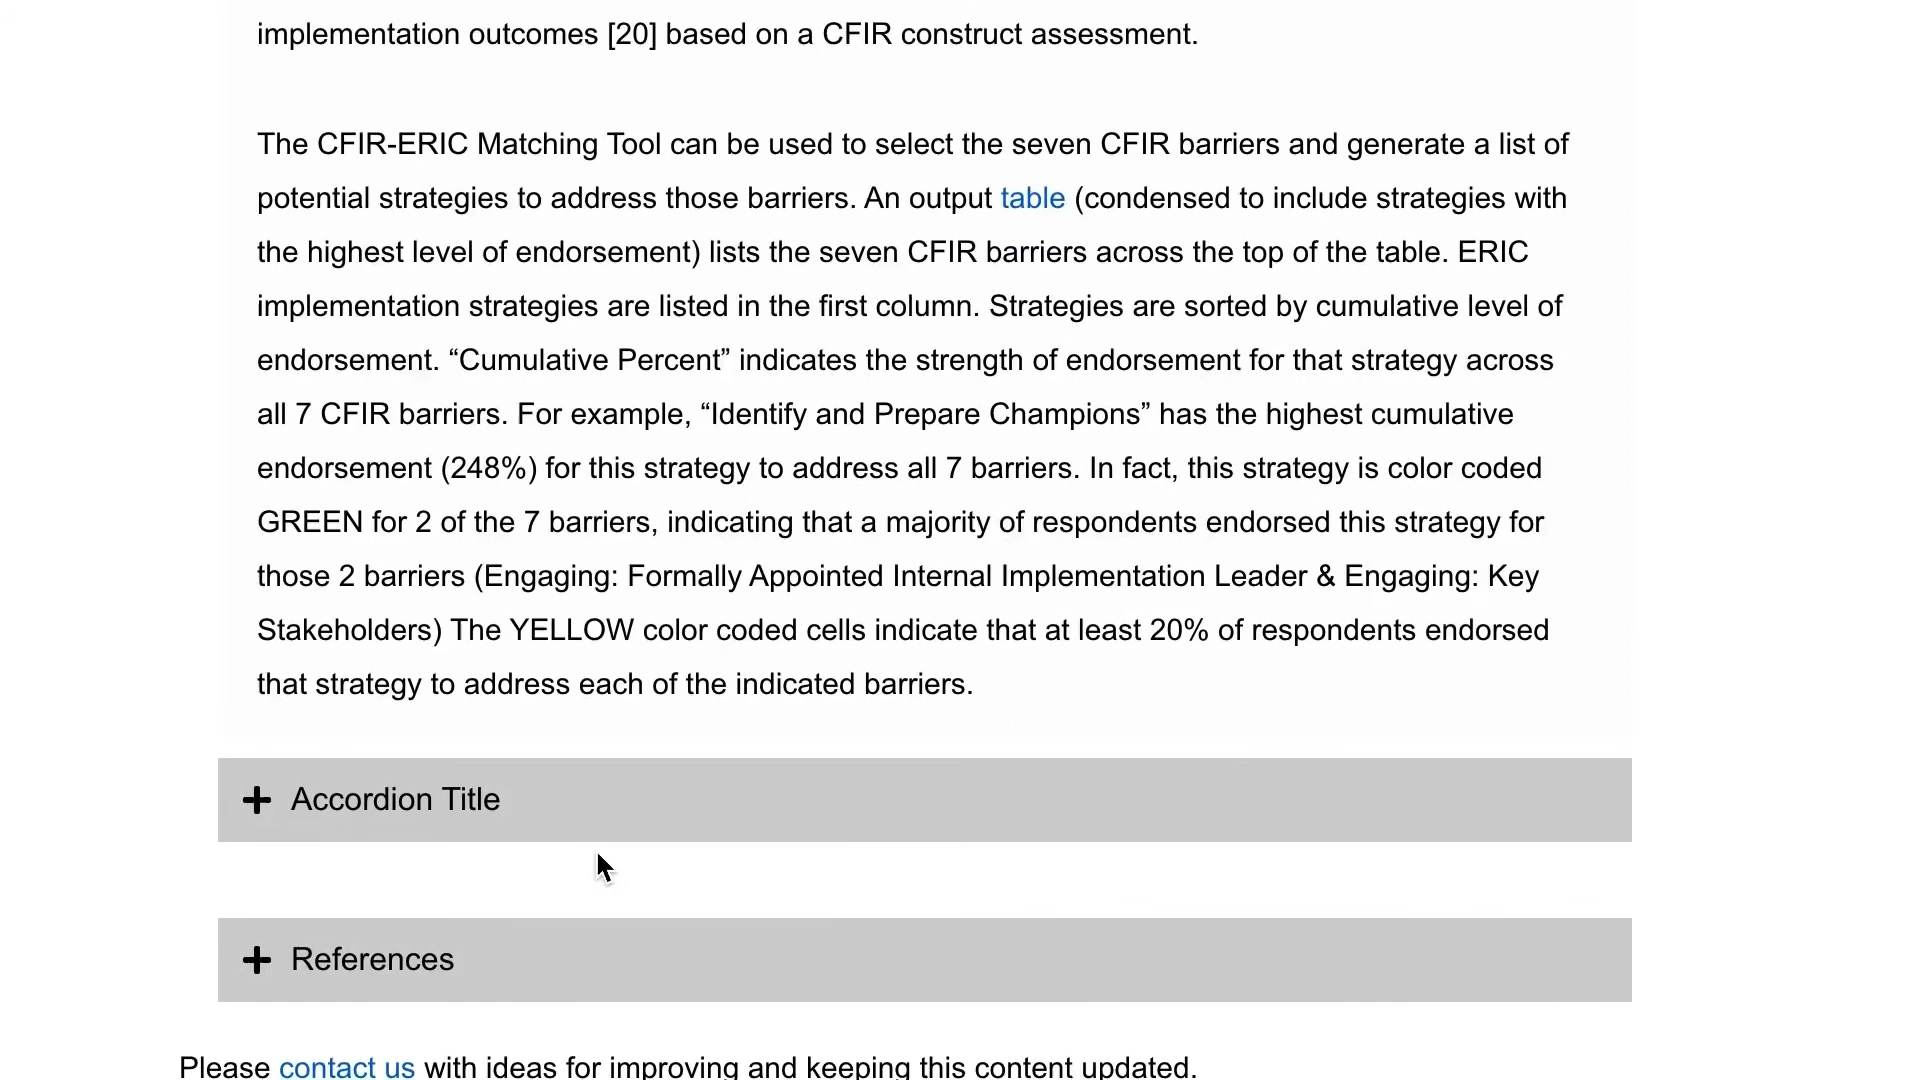 implementation outcomes [20] based on a CFIR construct assessment.
The CFIR-ERIC Matching Tool can be used to select the seven CFIR barriers and generate a list of
potential strategies to address those barriers. An output table (condensed to include strategies with
the highest level of endorsement) lists the seven CFIR barriers across the top of the table. ERIC
implementation strategies are listed in the first column. Strategies are sorted by cumulative level of
endorsement. “Cumulative Percent” indicates the strength of endorsement for that strategy across
all 7 CFIR barriers. For example, “Identify and Prepare Champions” has the highest cumulative
endorsement (248%) for this strategy to address all 7 barriers. In fact, this strategy is color coded
GREEN for 2 of the 7 barriers, indicating that a majority of respondents endorsed this strategy for
those 2 barriers (Engaging: Formally Appointed Internal Implementation Leader & Engaging: Key
Stakeholders) The YELLOW color coded cells indicate that at least 20% of respondents endorsed
that strategy to address each of the indicated barriers.
Accordion Title
References
Please contact us with ideas for improving and keeping this content updated.